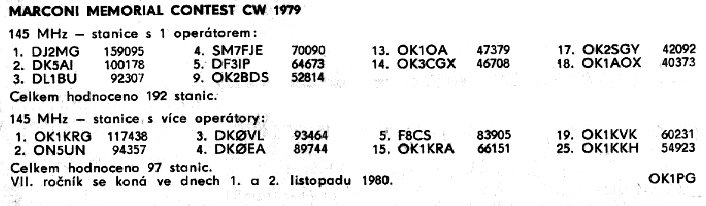 MARCONI MEMORIAL CONTEST CW 1979
145 MHz – stanice s 1 operátorem:
1. DJ2MG 159095 4. SM7FJE 70090 13. OK1OA 47379 17. OK2SGY 42092
2. DK5AI 100178 5. DF3IP 64673 14. OK3CGX 46708 18. OK1AOX 40373
3. DL1BU 92307 9. OK2BDS 52814
Celkem hodnoceno 192 stanic.
145 MHz – stanice s více operátory:
1. OK1KRG 117438 3. DKØVL 93464 5. F8CS 83905 19. OK1KVK 60231
2. ON5UN 94357 4. DKØEA 89744 15. OK1KRA 66151 25. OK1KKH 54923
Celkem hodnoceno 97 stanic.
VII. ročník se koná ve dnech 1. a 2. listopadu 1980. OK1PG